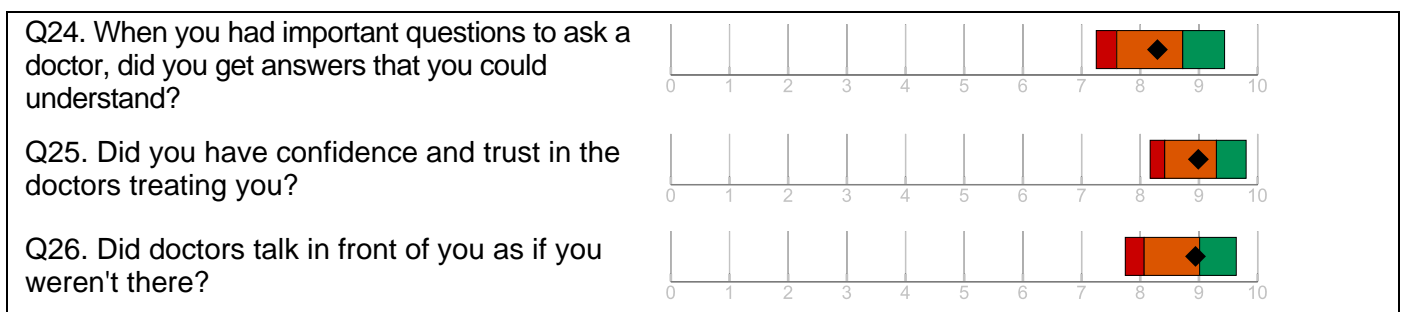 Q24. When you had important questions to ask a
doctor, did you get answers that you could
understand?
0 1 2 3 4 5 6 7 8 9 10
Q25. Did you have confidence and trust in the
doctors treating you?
0 1 2 3 4 5 6 7 8 9 10
Q26. Did doctors talk in front of you as if you
weren't there?
0 1 2 3 4 5 6 7 8 9 10